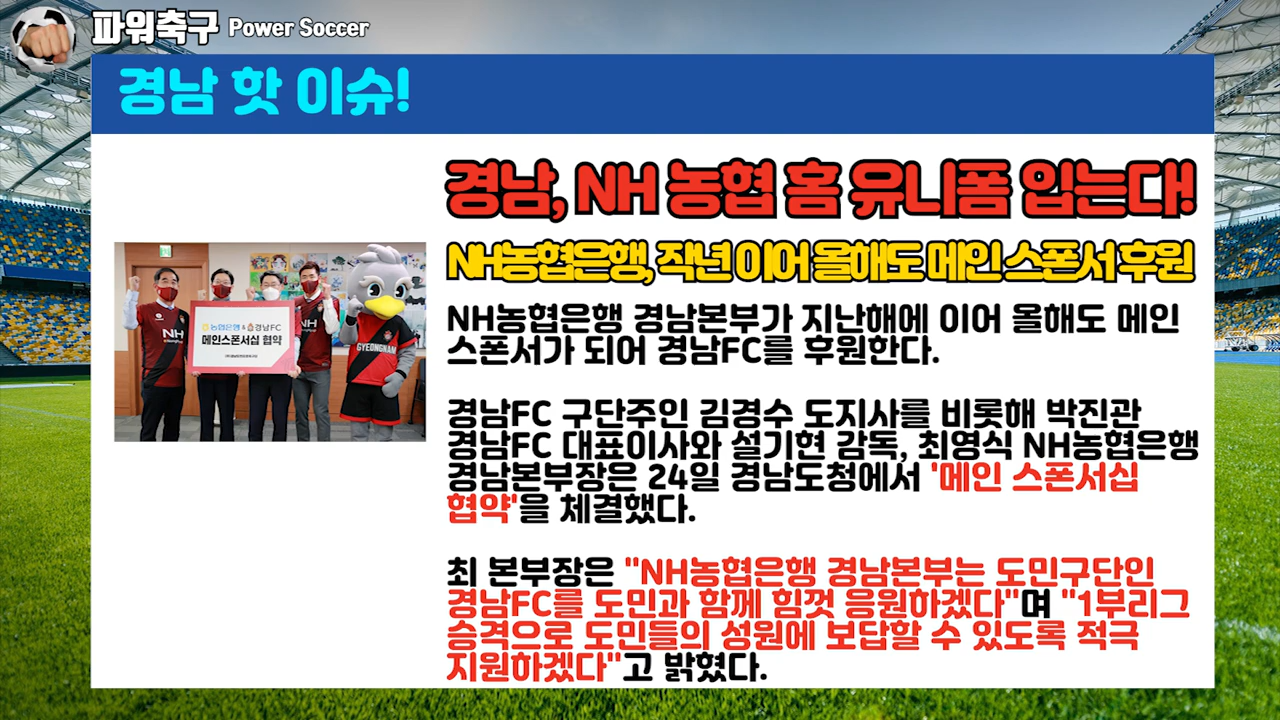 파워축구 Power Soccer
경남 핫 이슈!
경남, NH 농협 홈 유니폼 입는다!
NH농협은행, 작년 이어 올해도 메인 스폰서 후원
NH농협은행 & 경남FC
메인스폰서십 협약
NH
GYEONGNAM
NH농협은행 경남본부가 지난해에 이어 올해도 메인
스폰서가 되어 경남FC를 후원한다.
경남FC 구단주인 김경수 도지사를 비롯해 박진관
경남FC 대표이사와 설기현 감독, 최영식 NH농협은행
경남본부장은 24일 경남도청에서 '메인 스폰서십
협약'을 체결했다.
최 본부장은 "NH농협은행 경남본부는 도민구단인
경남FC를 도민과 함께 힘껏 응원하겠다"며 "1부리그
승격으로 도민들의 성원에 보답할 수 있도록 적극
지원하겠다"고 밝혔다.